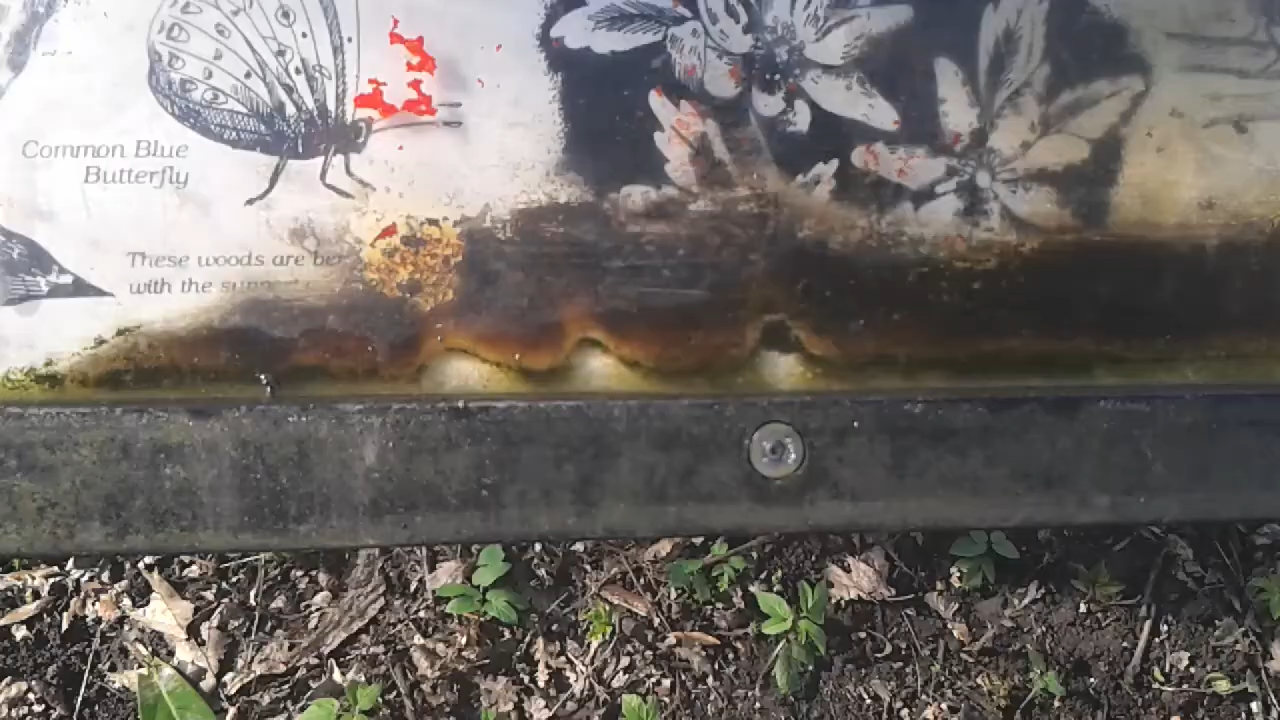 Common Blue
Butterfly
These woods are
with the